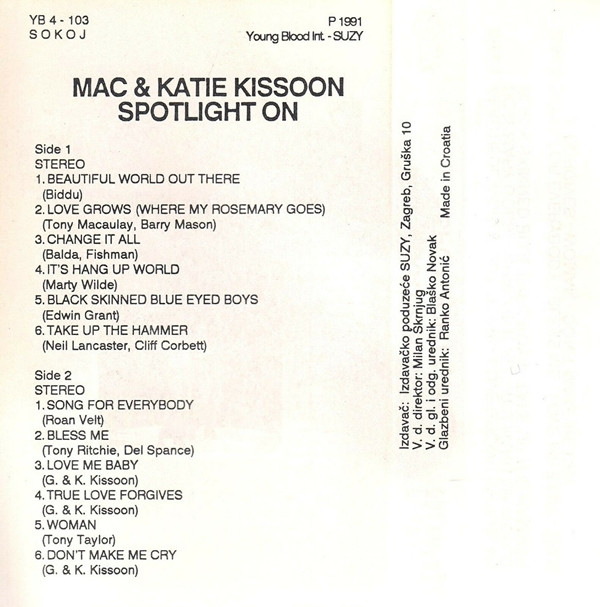 YB 4 - 103
S O K O J
P 1991
Young Blood Int. - SUZY
MAC & KATIE KISSOON
SPOTLIGHT ON
Side 1
STEREO
1. BEAUTIFUL WORLD OUT THERE
(Biddu)
2. LOVE GROWS (WHERE MY ROSEMARY GOES)
(Tony Macaulay, Barry Mason)
3. CHANGE IT ALL
(Balda, Fishman)
4. IT'S HANG UP WORLD
(Marty Wilde)
5. BLACK SKINNED BLUE EYED BOYS
(Edwin Grant)
6. TAKE UP THE HAMMER
(Neil Lancaster, Cliff Corbett)
Side 2
STEREO
1. SONG FOR EVERYBODY
(Roan Velt)
2. BLESS ME
(Tony Ritchie, Del Spance)
3. LOVE ME BABY
(G. & K. Kissoon)
4. TRUE LOVE FORGIVES
(G. & K. Kissoon)
5. WOMAN
(Tony Taylor)
6. DON'T MAKE ME CRY
(G. & K. Kissoon)
Izdavač: Izdavačko poduzeće SUZY, Zagreb, Gruška 10
V. d. direktor: Milan Škrnjug
V. d. gl. i odg. urednik: Blaško Novak
Glazbeni urednik: Ranko Antonić Made in Croatia